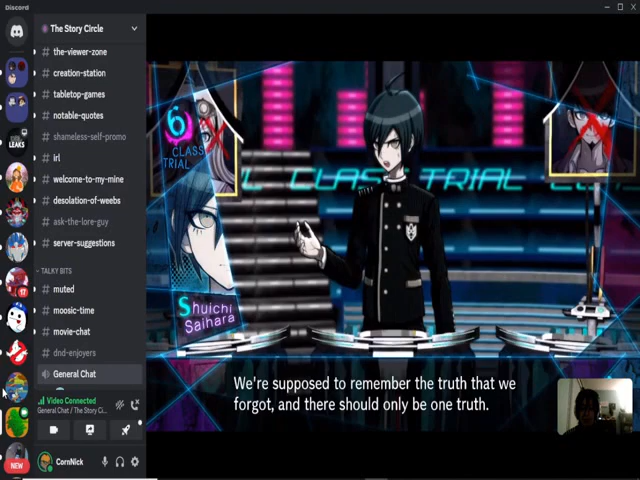 Discord
The Story Circle
the-viewer-zone
creation-station
tabletop-games
notable-quotes
shameless-self-promo
irl
welcome-to-my-mine
desolation-of-weebs
ask-the-lore-guy
server-suggestions
TALKY BITS
muted
moosic-time
movie-chat
dnd-enjoyers
General Chat
Video Connected
General Chat / The Story Ci...
CornNick
LEAKS
17
NEW
6
CLASS
TRIAL
CLASS TRIAL
Shuichi
Saihara
We're supposed to remember the truth that we
forgot, and there should only be one truth.